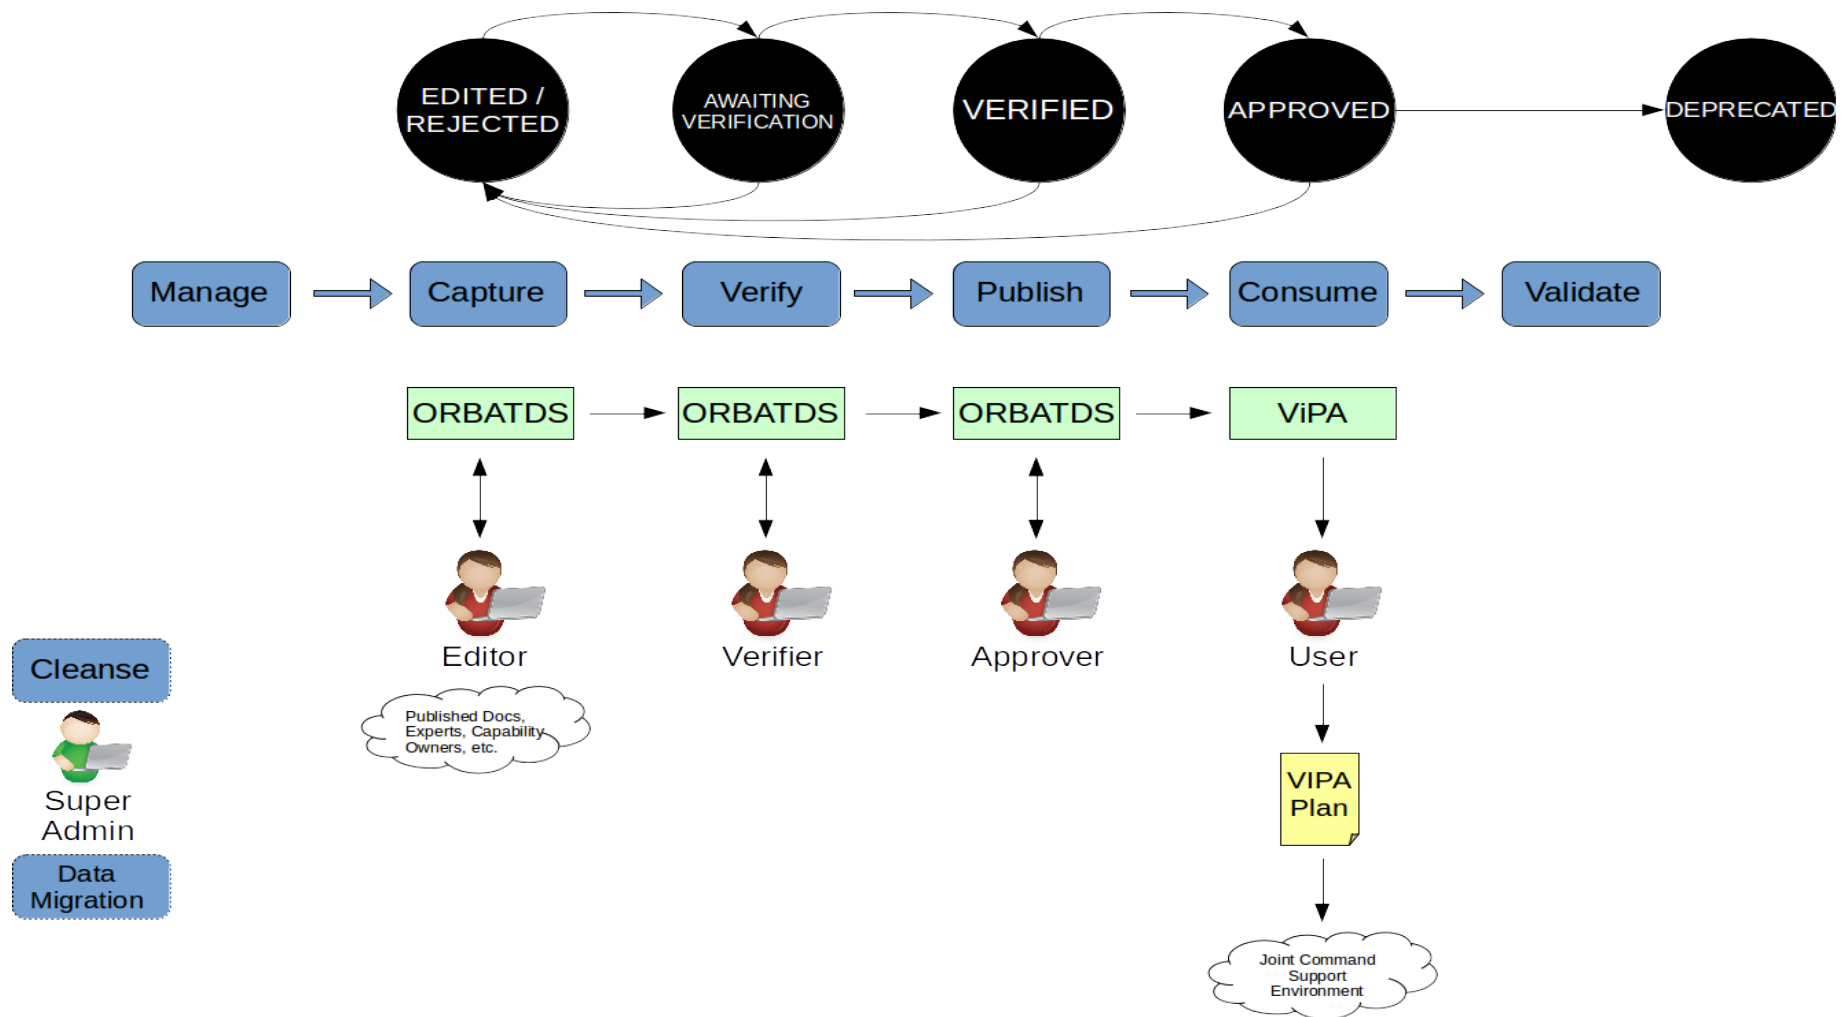 EDITED /
REJECTED
AWAITING
VERIFICATION
VERIFIED
APPROVED
DEPRECATED
Manage
Capture
Verify
Publish
Consume
Validate
ORBATDS
ORBATDS
ORBATDS
ViPA
Editor
Verifier
Approver
User
Cleanse
Super
Admin
Data
Migration
Published Docs,
Experts, Capability
Owners, etc.
VIPA
Plan
Joint Command
Support
Environment